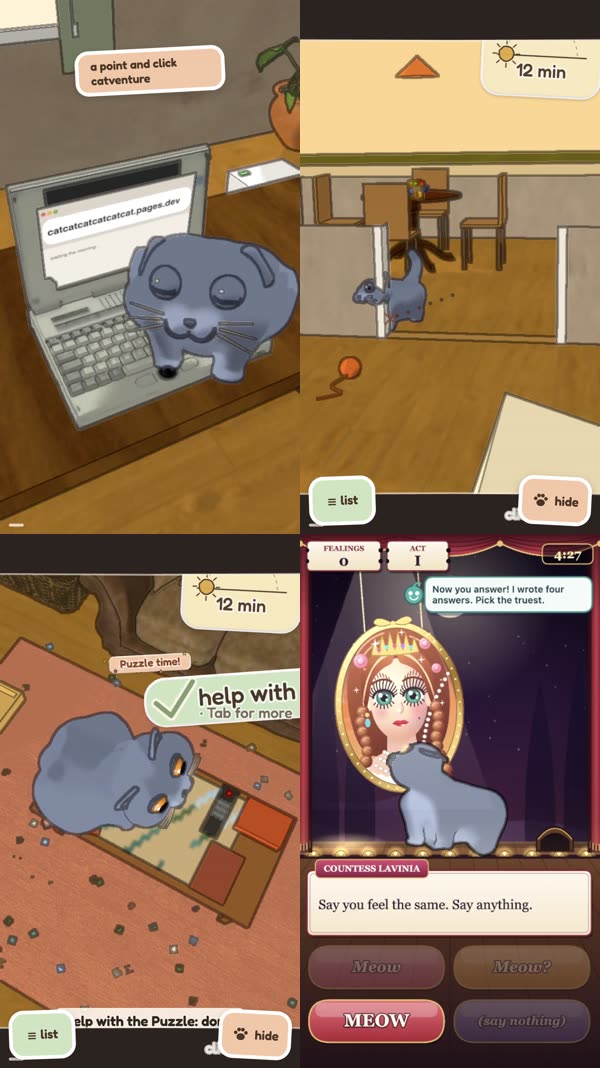 a point and click
catventure
catcatcatcatcatcat.pages.dev
12 min
≡ list
hide
12 min
Puzzle time!
help with
· Tab for more
elp with the Puzzle: do
≡ list
hide
FEALINGS
0
ACT
I
4:27
Now you answer! I wrote four
answers. Pick the truest.
COUNTESS LAVINIA
Say you feel the same. Say anything.
Meow
Meow?
MEOW
(say nothing)